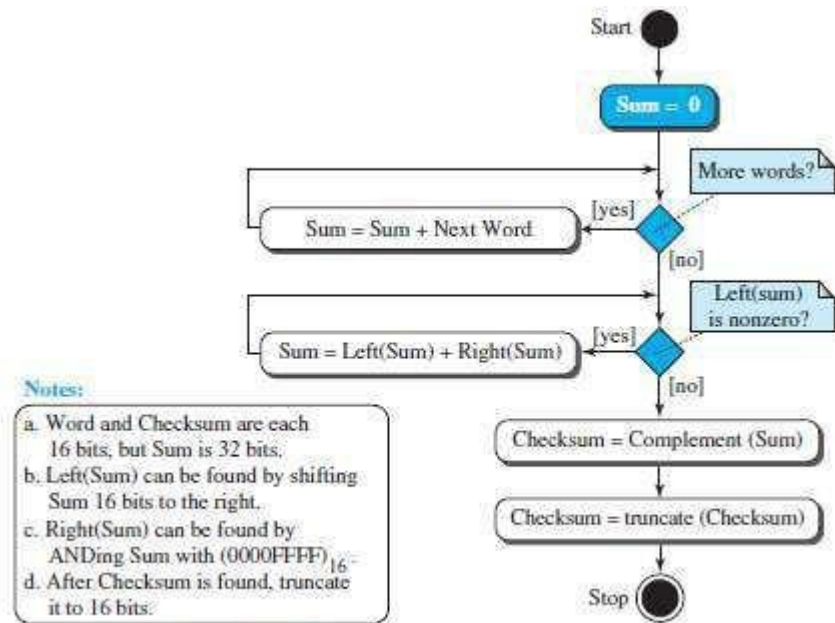 Start
Sum = 0
More words?
[yes]
Sum = Sum + Next Word
[no]
Left(sum)
is nonzero?
[yes]
Sum = Left(Sum) + Right(Sum)
[no]
Notes:
a. Word and Checksum are each
16 bits, but Sum is 32 bits.
b. Left(Sum) can be found by shifting
Sum 16 bits to the right.
c. Right(Sum) can be found by
ANDing Sum with (0000FFFF)16.
d. After Checksum is found, truncate
it to 16 bits.
Checksum = Complement (Sum)
Checksum = truncate (Checksum)
Stop